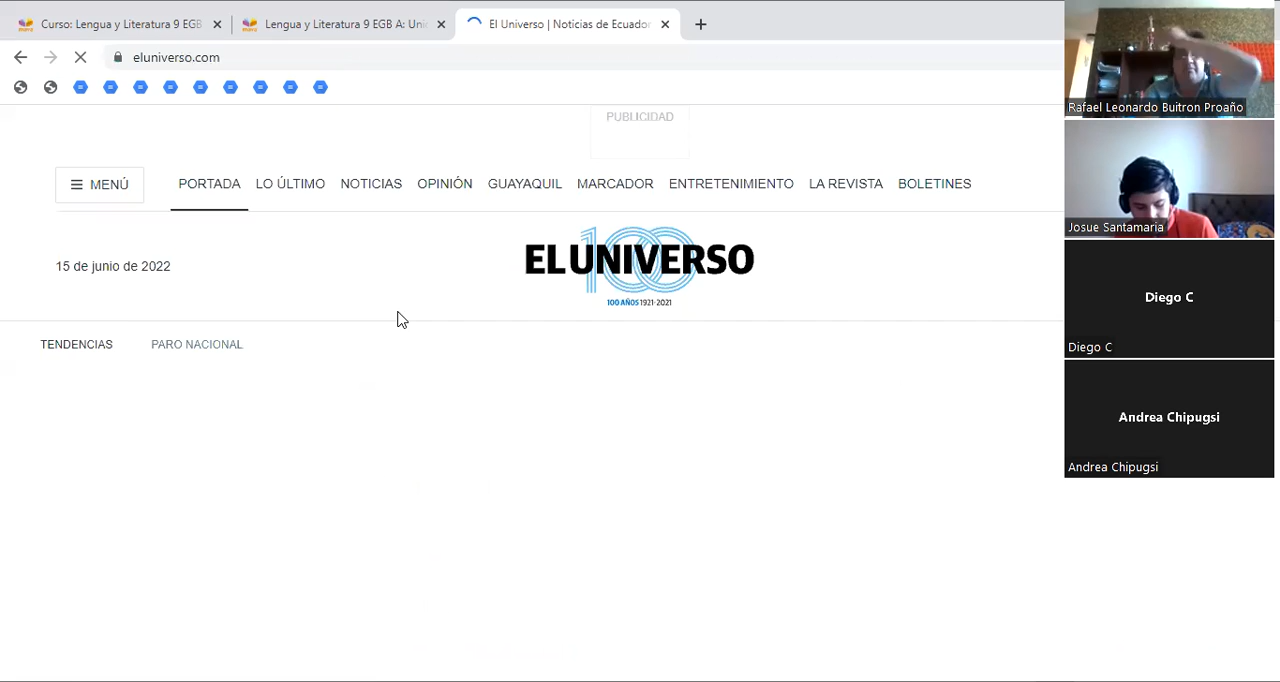 Curso: Lengua y Literatura 9 EGB
Lengua y Literatura 9 EGB A: Uni
El Universo | Noticias de Ecuador
eluniverso.com
PUBLICIDAD
MENÚ
PORTADA
LO ÚLTIMO
NOTICIAS
OPINIÓN
GUAYAQUIL
MARCADOR
ENTRETENIMIENTO
LA REVISTA
BOLETINES
15 de junio de 2022
100
EL UNIVERSO
100 AÑOS 1921-2021
TENDENCIAS
PARO NACIONAL
Rafael Leonardo Buitron Proaño
Josue Santamaria
Diego C
Diego C
Andrea Chipugsi
Andrea Chipugsi